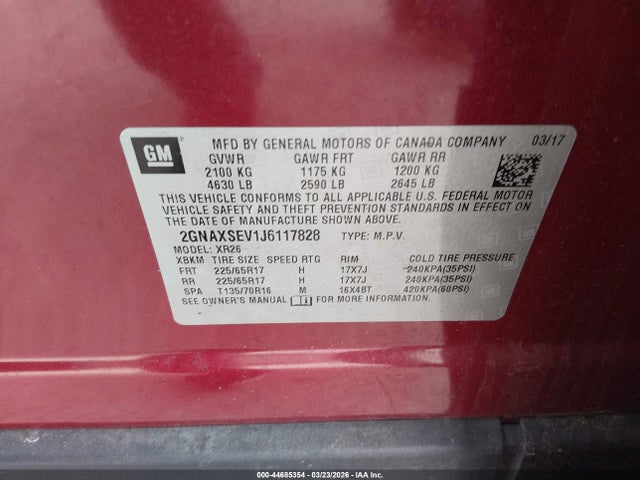 GM
MFD BY GENERAL MOTORS OF CANADA COMPANY 03/17
GVWR GAWR FRT GAWR RR
2100 KG 1175 KG 1200 KG
4630 LB 2590 LB 2645 LB
THIS VEHICLE CONFORMS TO ALL APPLICABLE U.S. FEDERAL MOTOR
VEHICLE SAFETY AND THEFT PREVENTION STANDARDS IN EFFECT ON
THE DATE OF MANUFACTURE SHOWN ABOVE.
2GNAXSEV1J6117828 TYPE: M.P.V.
MODEL: XR26
XBKM TIRE SIZE SPEED RTG RIM COLD TIRE PRESSURE
FRT 225/65R17 H 17X7J 240KPA(35PSI)
RR 225/65R17 H 17X7J 240KPA(35PSI)
SPA T135/70R16 M 16X4BT 420KPA(60PSI)
SEE OWNER'S MANUAL FOR MORE INFORMATION.
000-44685354 | 03/23/2026 | IAA Inc.